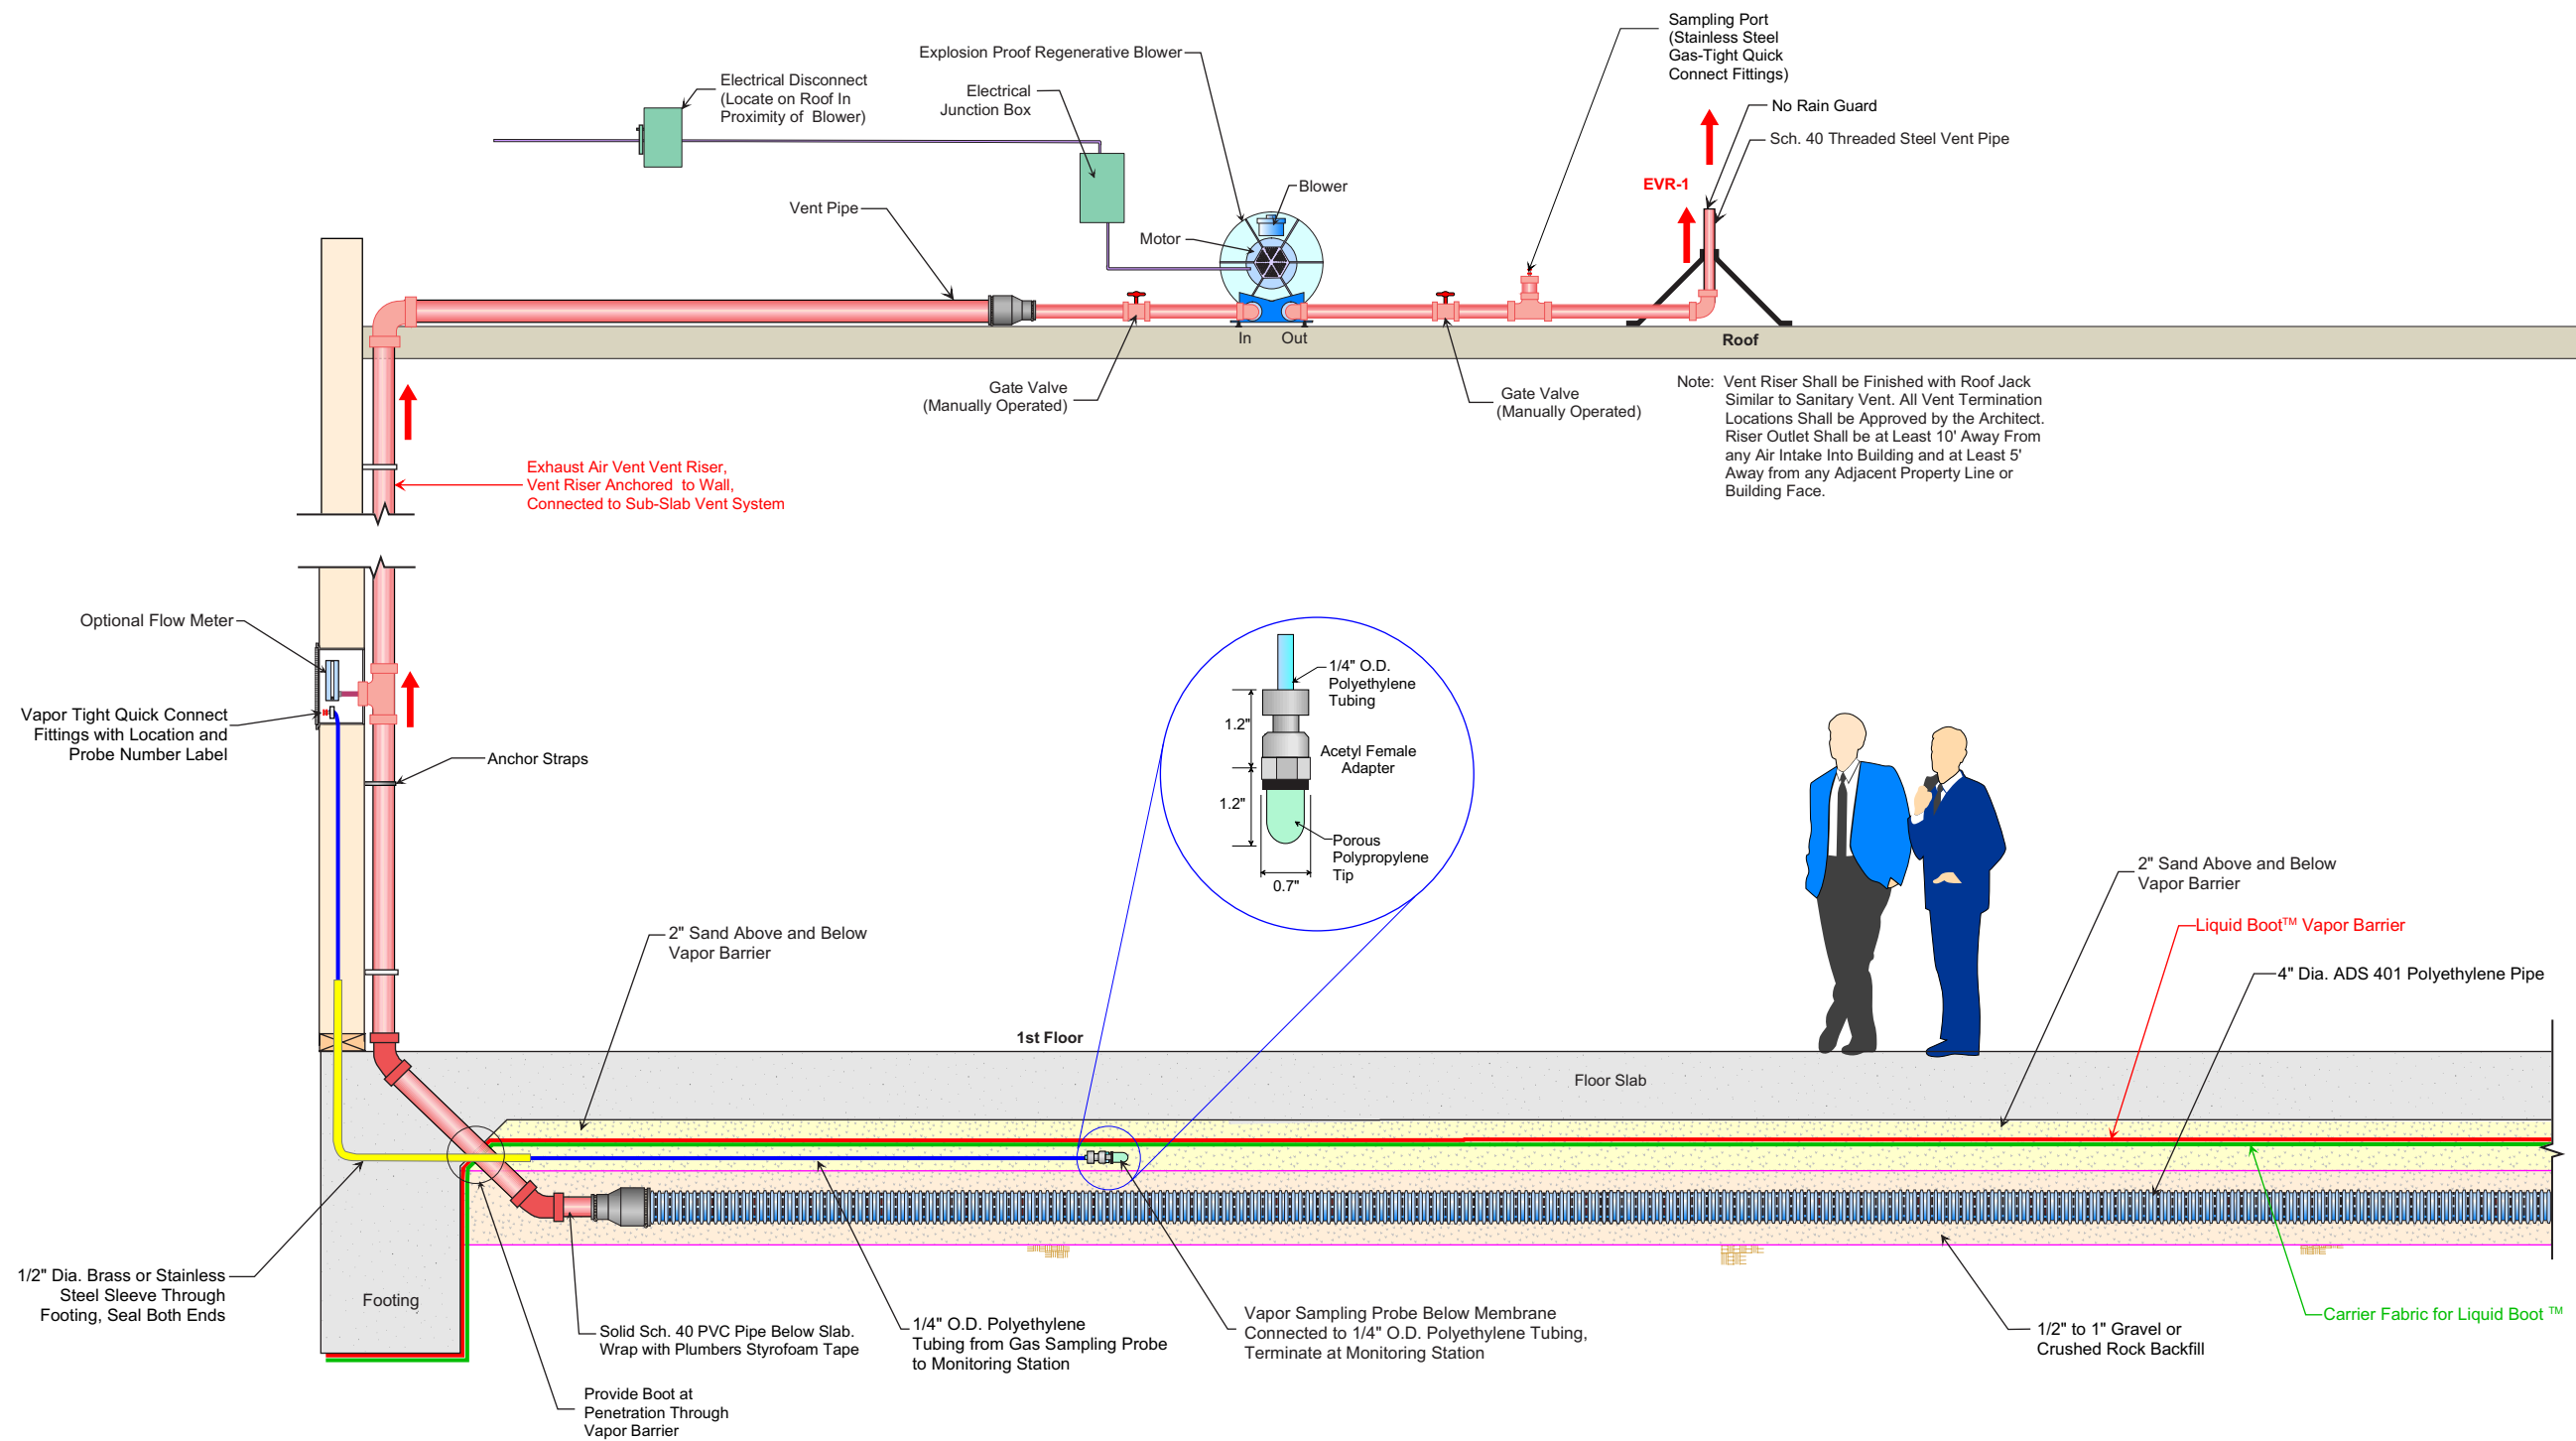 Sampling Port
(Stainless Steel
Gas-Tight Quick
Connect Fittings)
Explosion Proof Regenerative Blower
Electrical Disconnect
(Locate on Roof In
Proximity of Blower)
Electrical
Junction Box
No Rain Guard
Sch. 40 Threaded Steel Vent Pipe
EVR-1
Blower
Vent Pipe
Motor
In
Out
Roof
Gate Valve
(Manually Operated)
Gate Valve
(Manually Operated)
Note: Vent Riser Shall be Finished with Roof Jack
Similar to Sanitary Vent. All Vent Termination
Locations Shall be Approved by the Architect.
Riser Outlet Shall be at Least 10' Away From
any Air Intake Into Building and at Least 5'
Away from any Adjacent Property Line or
Building Face.
Exhaust Air Vent Vent Riser,
Vent Riser Anchored to Wall,
Connected to Sub-Slab Vent System
Optional Flow Meter
Vapor Tight Quick Connect
Fittings with Location and
Probe Number Label
Anchor Straps
1/4" O.D.
Polyethylene
Tubing
1.2"
Acetyl Female
Adapter
1.2"
Porous
Polypropylene
Tip
0.7"
2" Sand Above and Below
Vapor Barrier
2" Sand Above and Below
Vapor Barrier
Liquid Boot™ Vapor Barrier
4" Dia. ADS 401 Polyethylene Pipe
1st Floor
Floor Slab
1/2" Dia. Brass or Stainless
Steel Sleeve Through
Footing, Seal Both Ends
Footing
Solid Sch. 40 PVC Pipe Below Slab.
Wrap with Plumbers Styrofoam Tape
1/4" O.D. Polyethylene
Tubing from Gas Sampling Probe
to Monitoring Station
Vapor Sampling Probe Below Membrane
Connected to 1/4" O.D. Polyethylene Tubing,
Terminate at Monitoring Station
Carrier Fabric for Liquid Boot ™
1/2" to 1" Gravel or
Crushed Rock Backfill
Provide Boot at
Penetration Through
Vapor Barrier